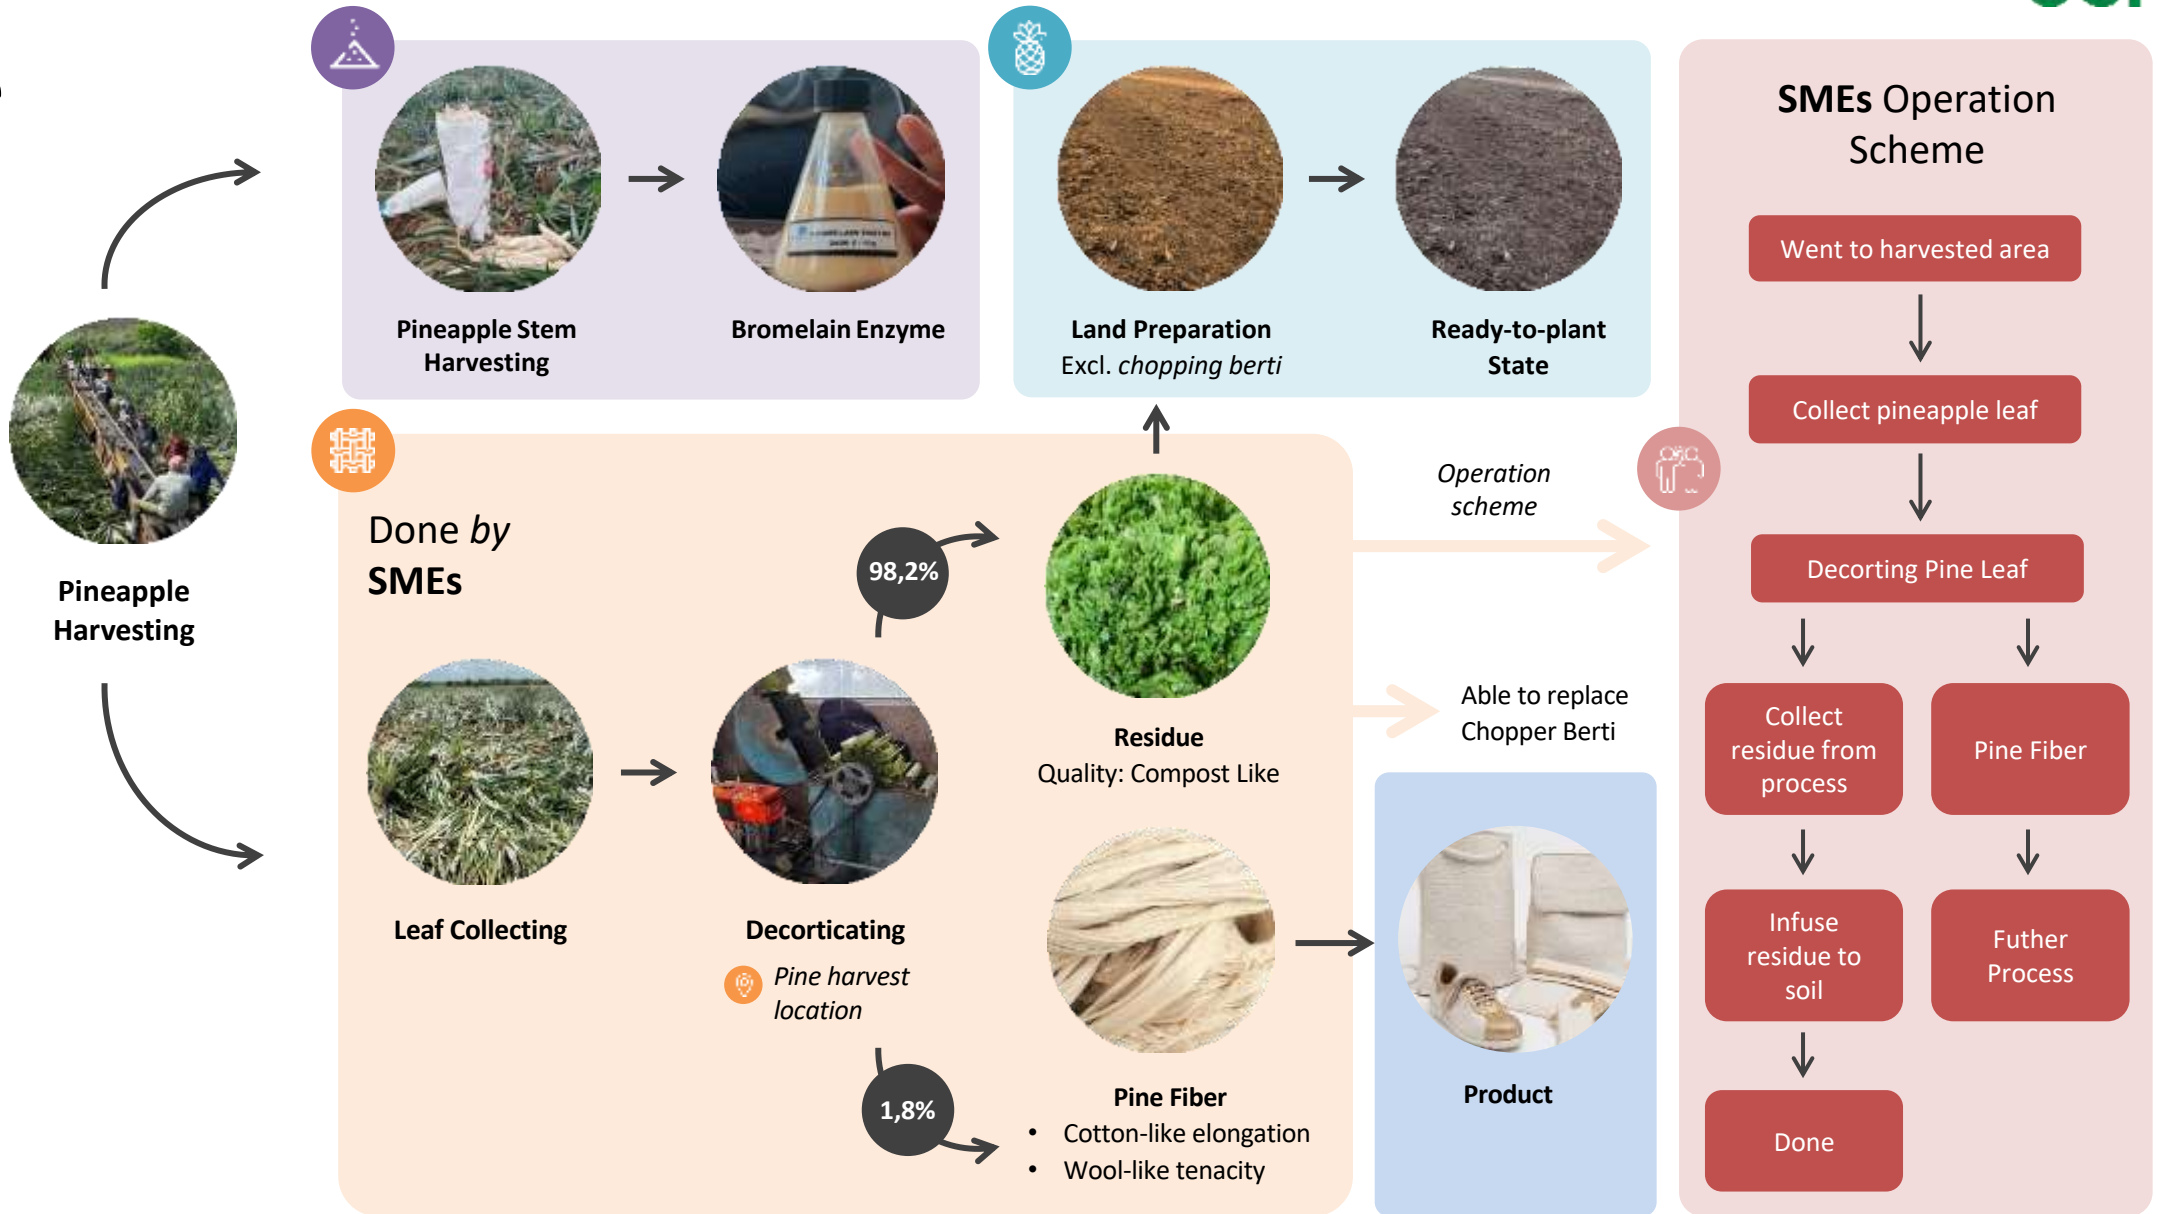 Pineapple Stem
Harvesting
Bromelain Enzyme
Land Preparation
Excl. chopping berti
Ready-to-plant
State
Pineapple
Harvesting
Done by
SMEs
98,2%
Leaf Collecting
Decorticating
Pine harvest
location
1,8%
Residue
Quality: Compost Like
Pine Fiber
• Cotton-like elongation
• Wool-like tenacity
Operation
scheme
Able to replace
Chopper Berti
Product
SMEs Operation
Scheme
Went to harvested area
Collect pineapple leaf
Decorting Pine Leaf
Collect
residue from
process
Pine Fiber
Infuse
residue to
soil
Futher
Process
Done